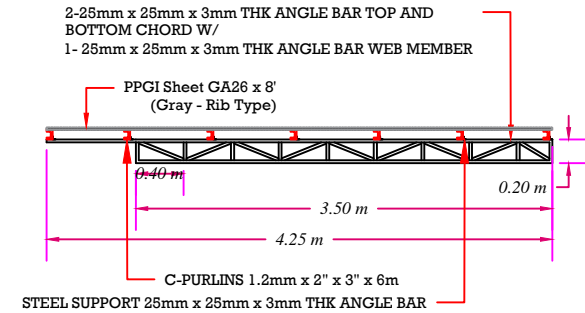 2-25mm x 25mm x 3mm THK ANGLE BAR TOP AND
BOTTOM CHORD W/
1- 25mm x 25mm x 3mm THK ANGLE BAR WEB MEMBER
PPGI Sheet GA26 x 8'
(Gray - Rib Type)
0.40 m
0.20 m
3.50 m
4.25 m
C-PURLINS 1.2mm x 2" x 3" x 6m
STEEL SUPPORT 25mm x 25mm x 3mm THK ANGLE BAR